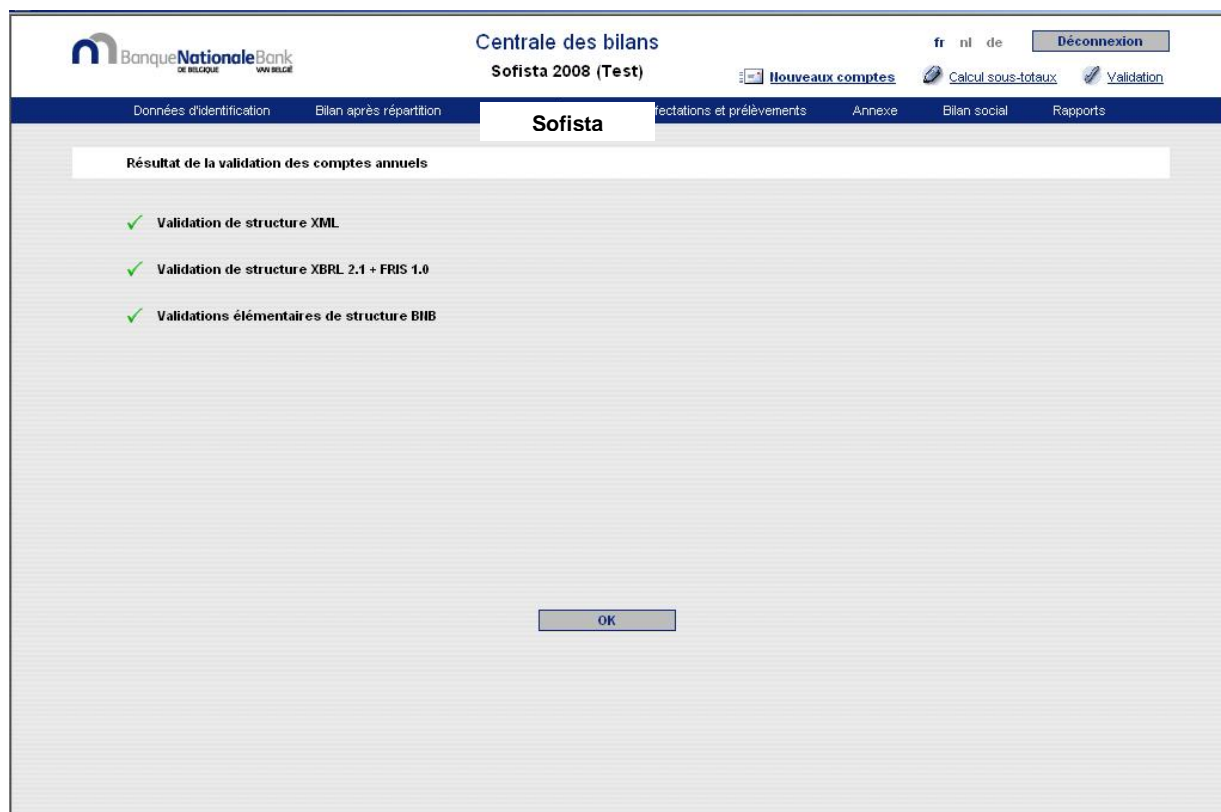 BanqueNationaleBank
DE BELGIQUE VAN BELGIË
Centrale des bilans
Sofista 2008 (Test)
fr nl de
Déconnexion
Nouveaux comptes
Calcul sous-totaux
Validation
Données d'identification
Bilan après répartition
Sofista
fectations et prélèvements
Annexe
Bilan social
Rapports
Résultat de la validation des comptes annuels
Validation de structure XML
Validation de structure XBRL 2.1 + FRIS 1.0
Validations élémentaires de structure BNB
OK